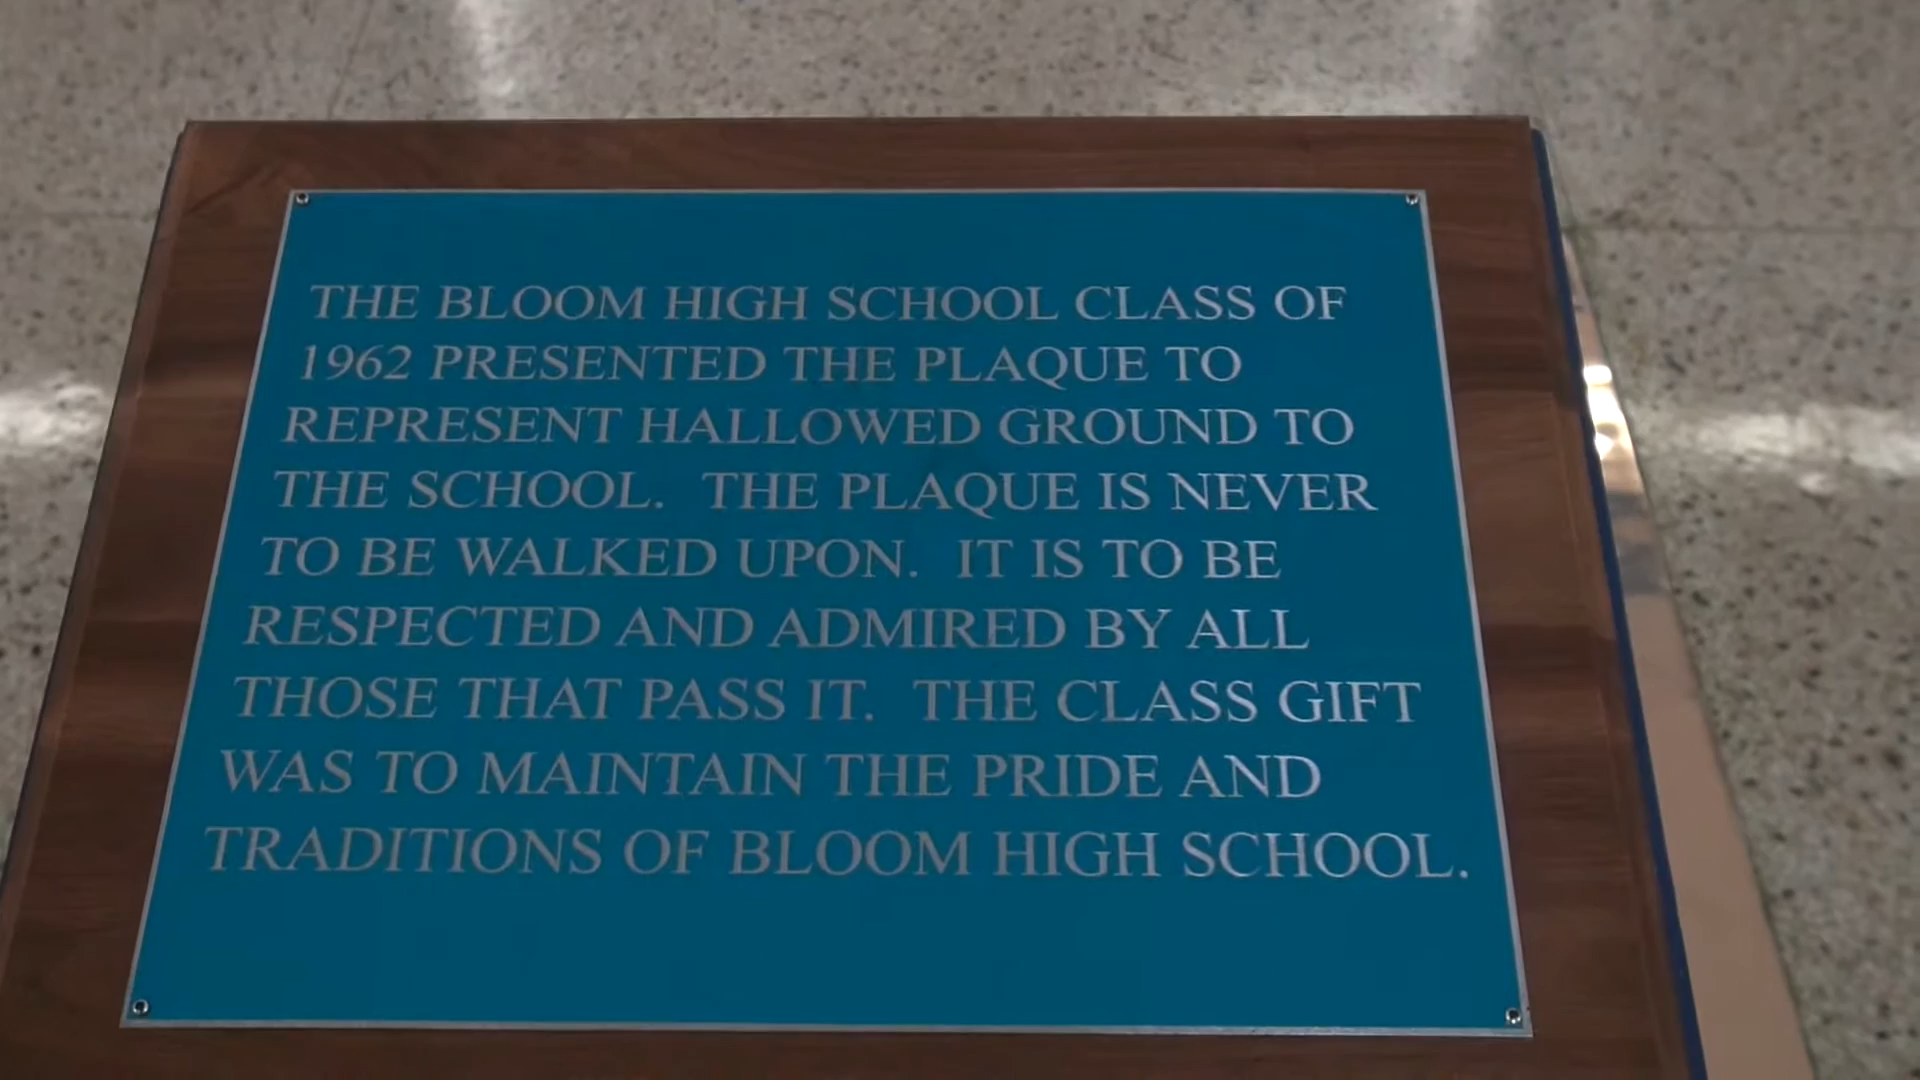 THE BLOOM HIGH SCHOOL CLASS OF
1962 PRESENTED THE PLAQUE TO
REPRESENT HALLOWED GROUND TO
THE SCHOOL. THE PLAQUE IS NEVER
TO BE WALKED UPON. IT IS TO BE
RESPECTED AND ADMIRED BY ALL
THOSE THAT PASS IT. THE CLASS GIFT
WAS TO MAINTAIN THE PRIDE AND
TRADITIONS OF BLOOM HIGH SCHOOL.